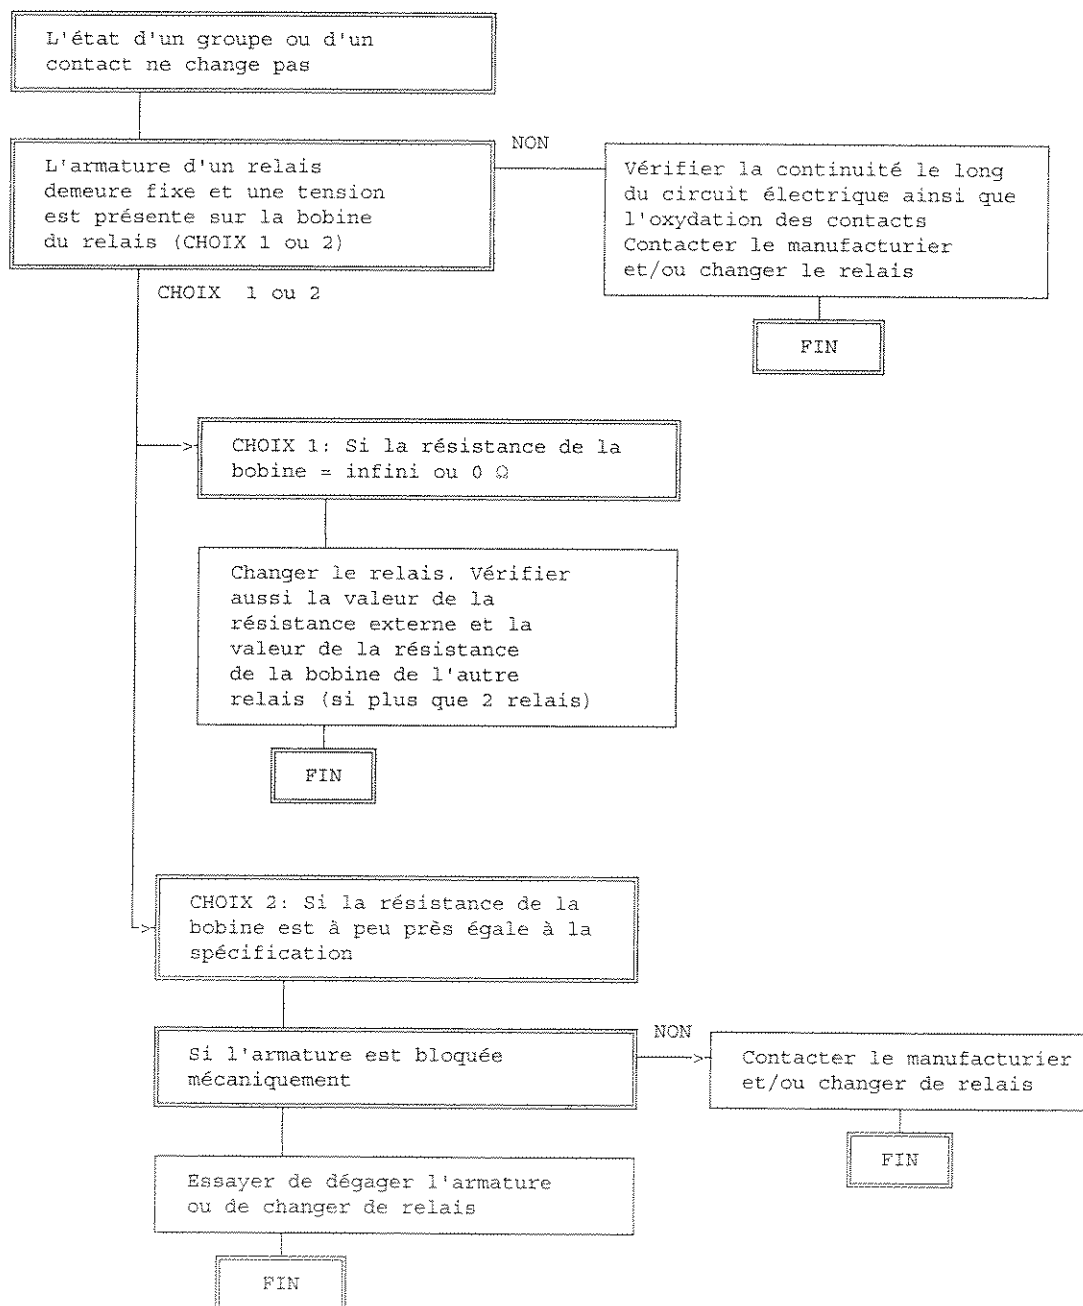 L'état d'un groupe ou d'un
contact ne change pas
L'armature d'un relais
demeure fixe et une tension
est présente sur la bobine
du relais (CHOIX 1 ou 2)
NON
Vérifier la continuité le long
du circuit électrique ainsi que
l'oxydation des contacts
Contacter le manufacturier
et/ou changer le relais
FIN
CHOIX 1 ou 2
CHOIX 1: Si la résistance de la
bobine = infini ou 0 Ω
Changer le relais. Vérifier
aussi la valeur de la
résistance externe et la
valeur de la résistance
de la bobine de l'autre
relais (si plus que 2 relais)
FIN
CHOIX 2: Si la résistance de la
bobine est à peu près égale à la
spécification
Si l'armature est bloquée
mécaniquement
NON
Contacter le manufacturier
et/ou changer de relais
FIN
Essayer de dégager l'armature
ou de changer de relais
FIN